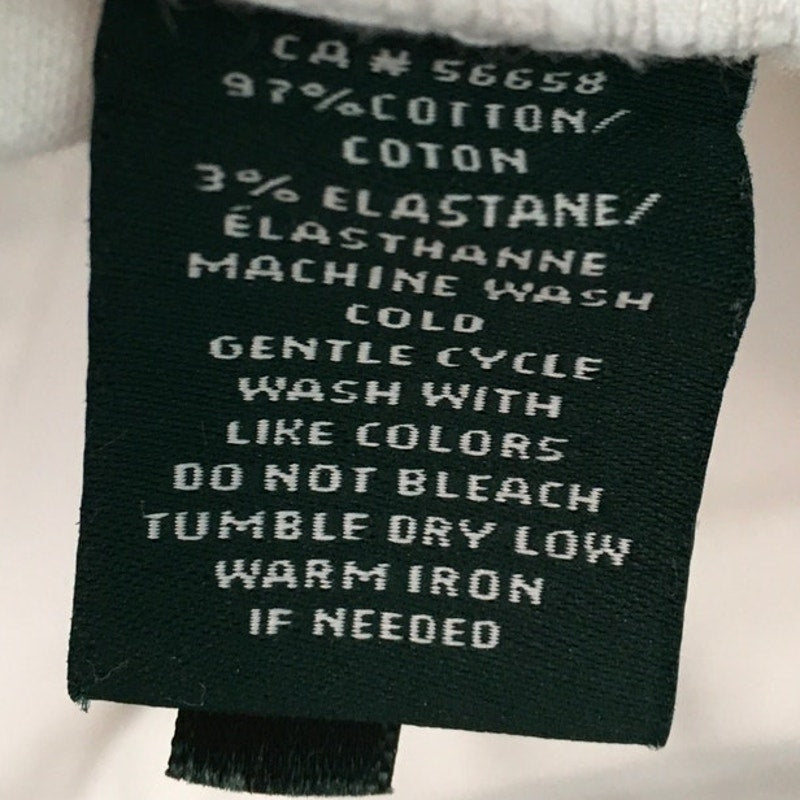 CA # 56658
97% COTTON/
COTON
3% ELASTANE/
ÉLASTHANNE
MACHINE WASH
COLD
GENTLE CYCLE
WASH WITH
LIKE COLORS
DO NOT BLEACH
TUMBLE DRY LOW
WARM IRON
IF NEEDED